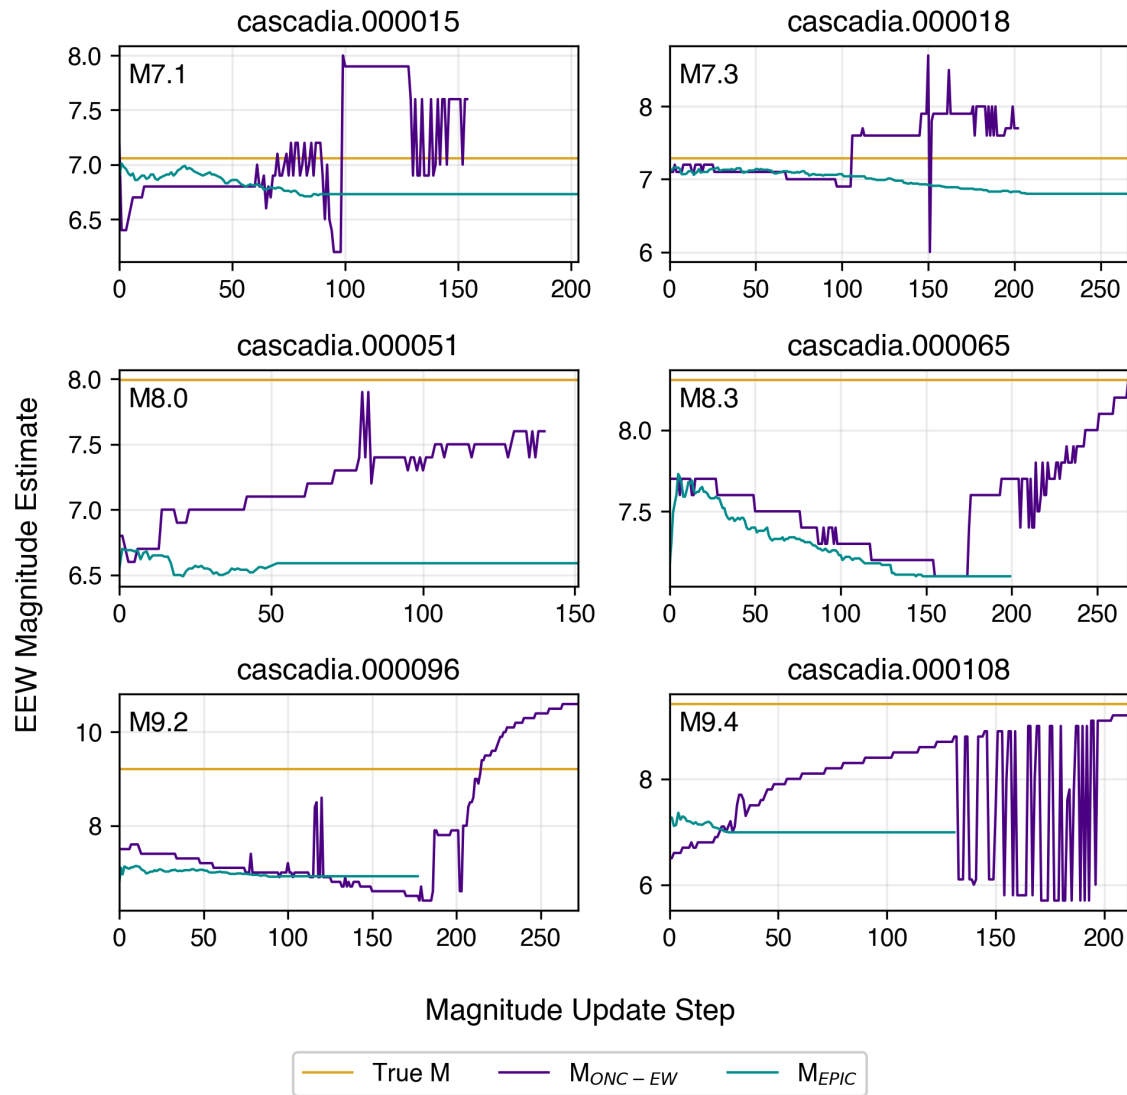 cascadia.000015
cascadia.000018
M7.1
M7.3
8.0
7.5
7.0
6.5
8
7
6
0 50 100 150 200
0 50 100 150 200 250
cascadia.000051
cascadia.000065
M8.0
M8.3
8.0
7.5
7.0
6.5
8.0
7.5
0 50 100 150
0 50 100 150 200 250
cascadia.000096
cascadia.000108
M9.2
M9.4
10
8
8
6
0 50 100 150 200 250
0 50 100 150 200
EEW Magnitude Estimate
Magnitude Update Step
True M
M_{ONC-EW}
M_{EPIC}